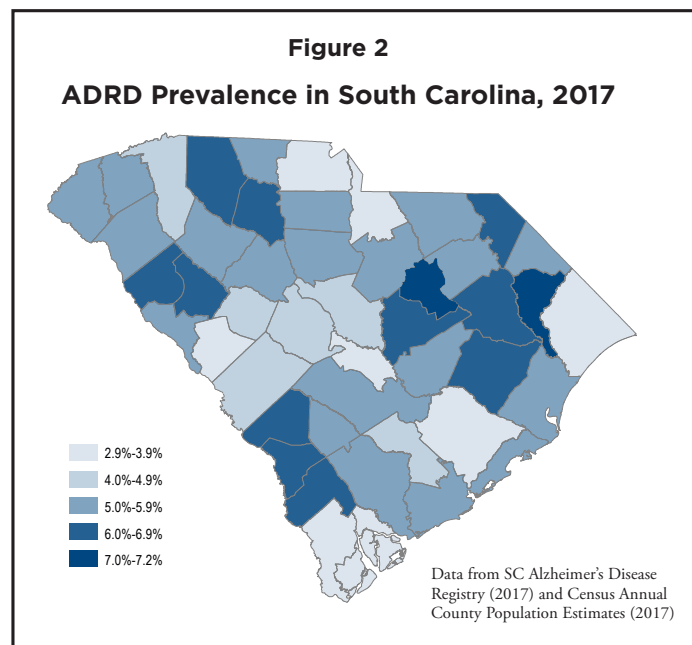 Figure 2
ADRD Prevalence in South Carolina, 2017
2.9%-3.9%
4.0%-4.9%
5.0%-5.9%
6.0%-6.9%
7.0%-7.2%
Data from SC Alzheimer’s Disease
Registry (2017) and Census Annual
County Population Estimates (2017)